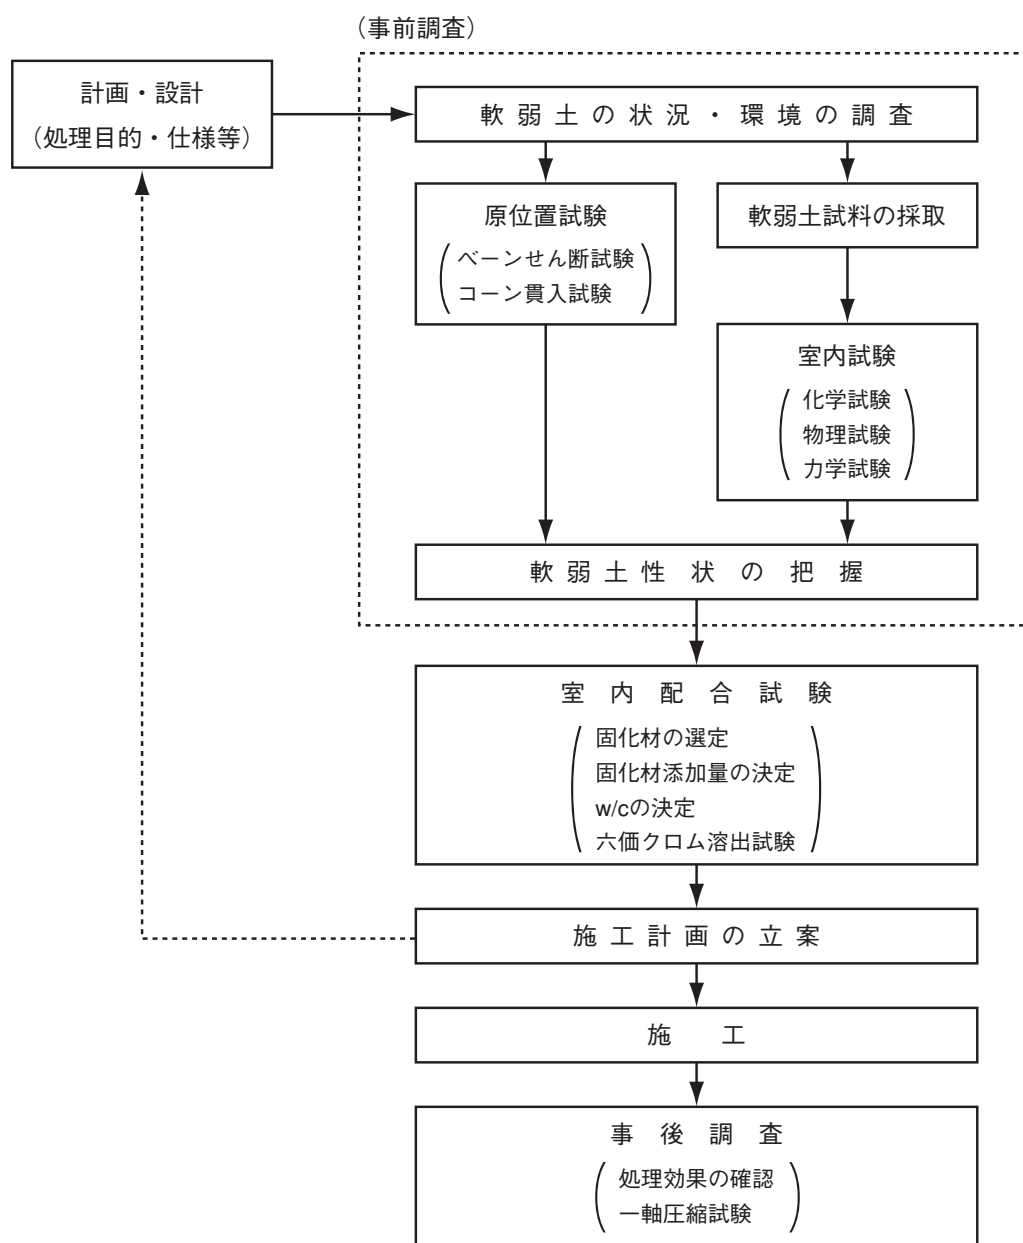 (事前調査)
計画・設計
(処理目的・仕様等)
軟弱土の状況・環境の調査
原位置試験
ベーンせん断試験
コーン貫入試験
軟弱土試料の採取
室内試験
化学試験
物理試験
力学試験
軟弱土性状の把握
室内配合試験
固化材の選定
固化材添加量の決定
w/cの決定
六価クロム溶出試験
施工計画の立案
施工
事後調査
処理効果の確認
一軸圧縮試験